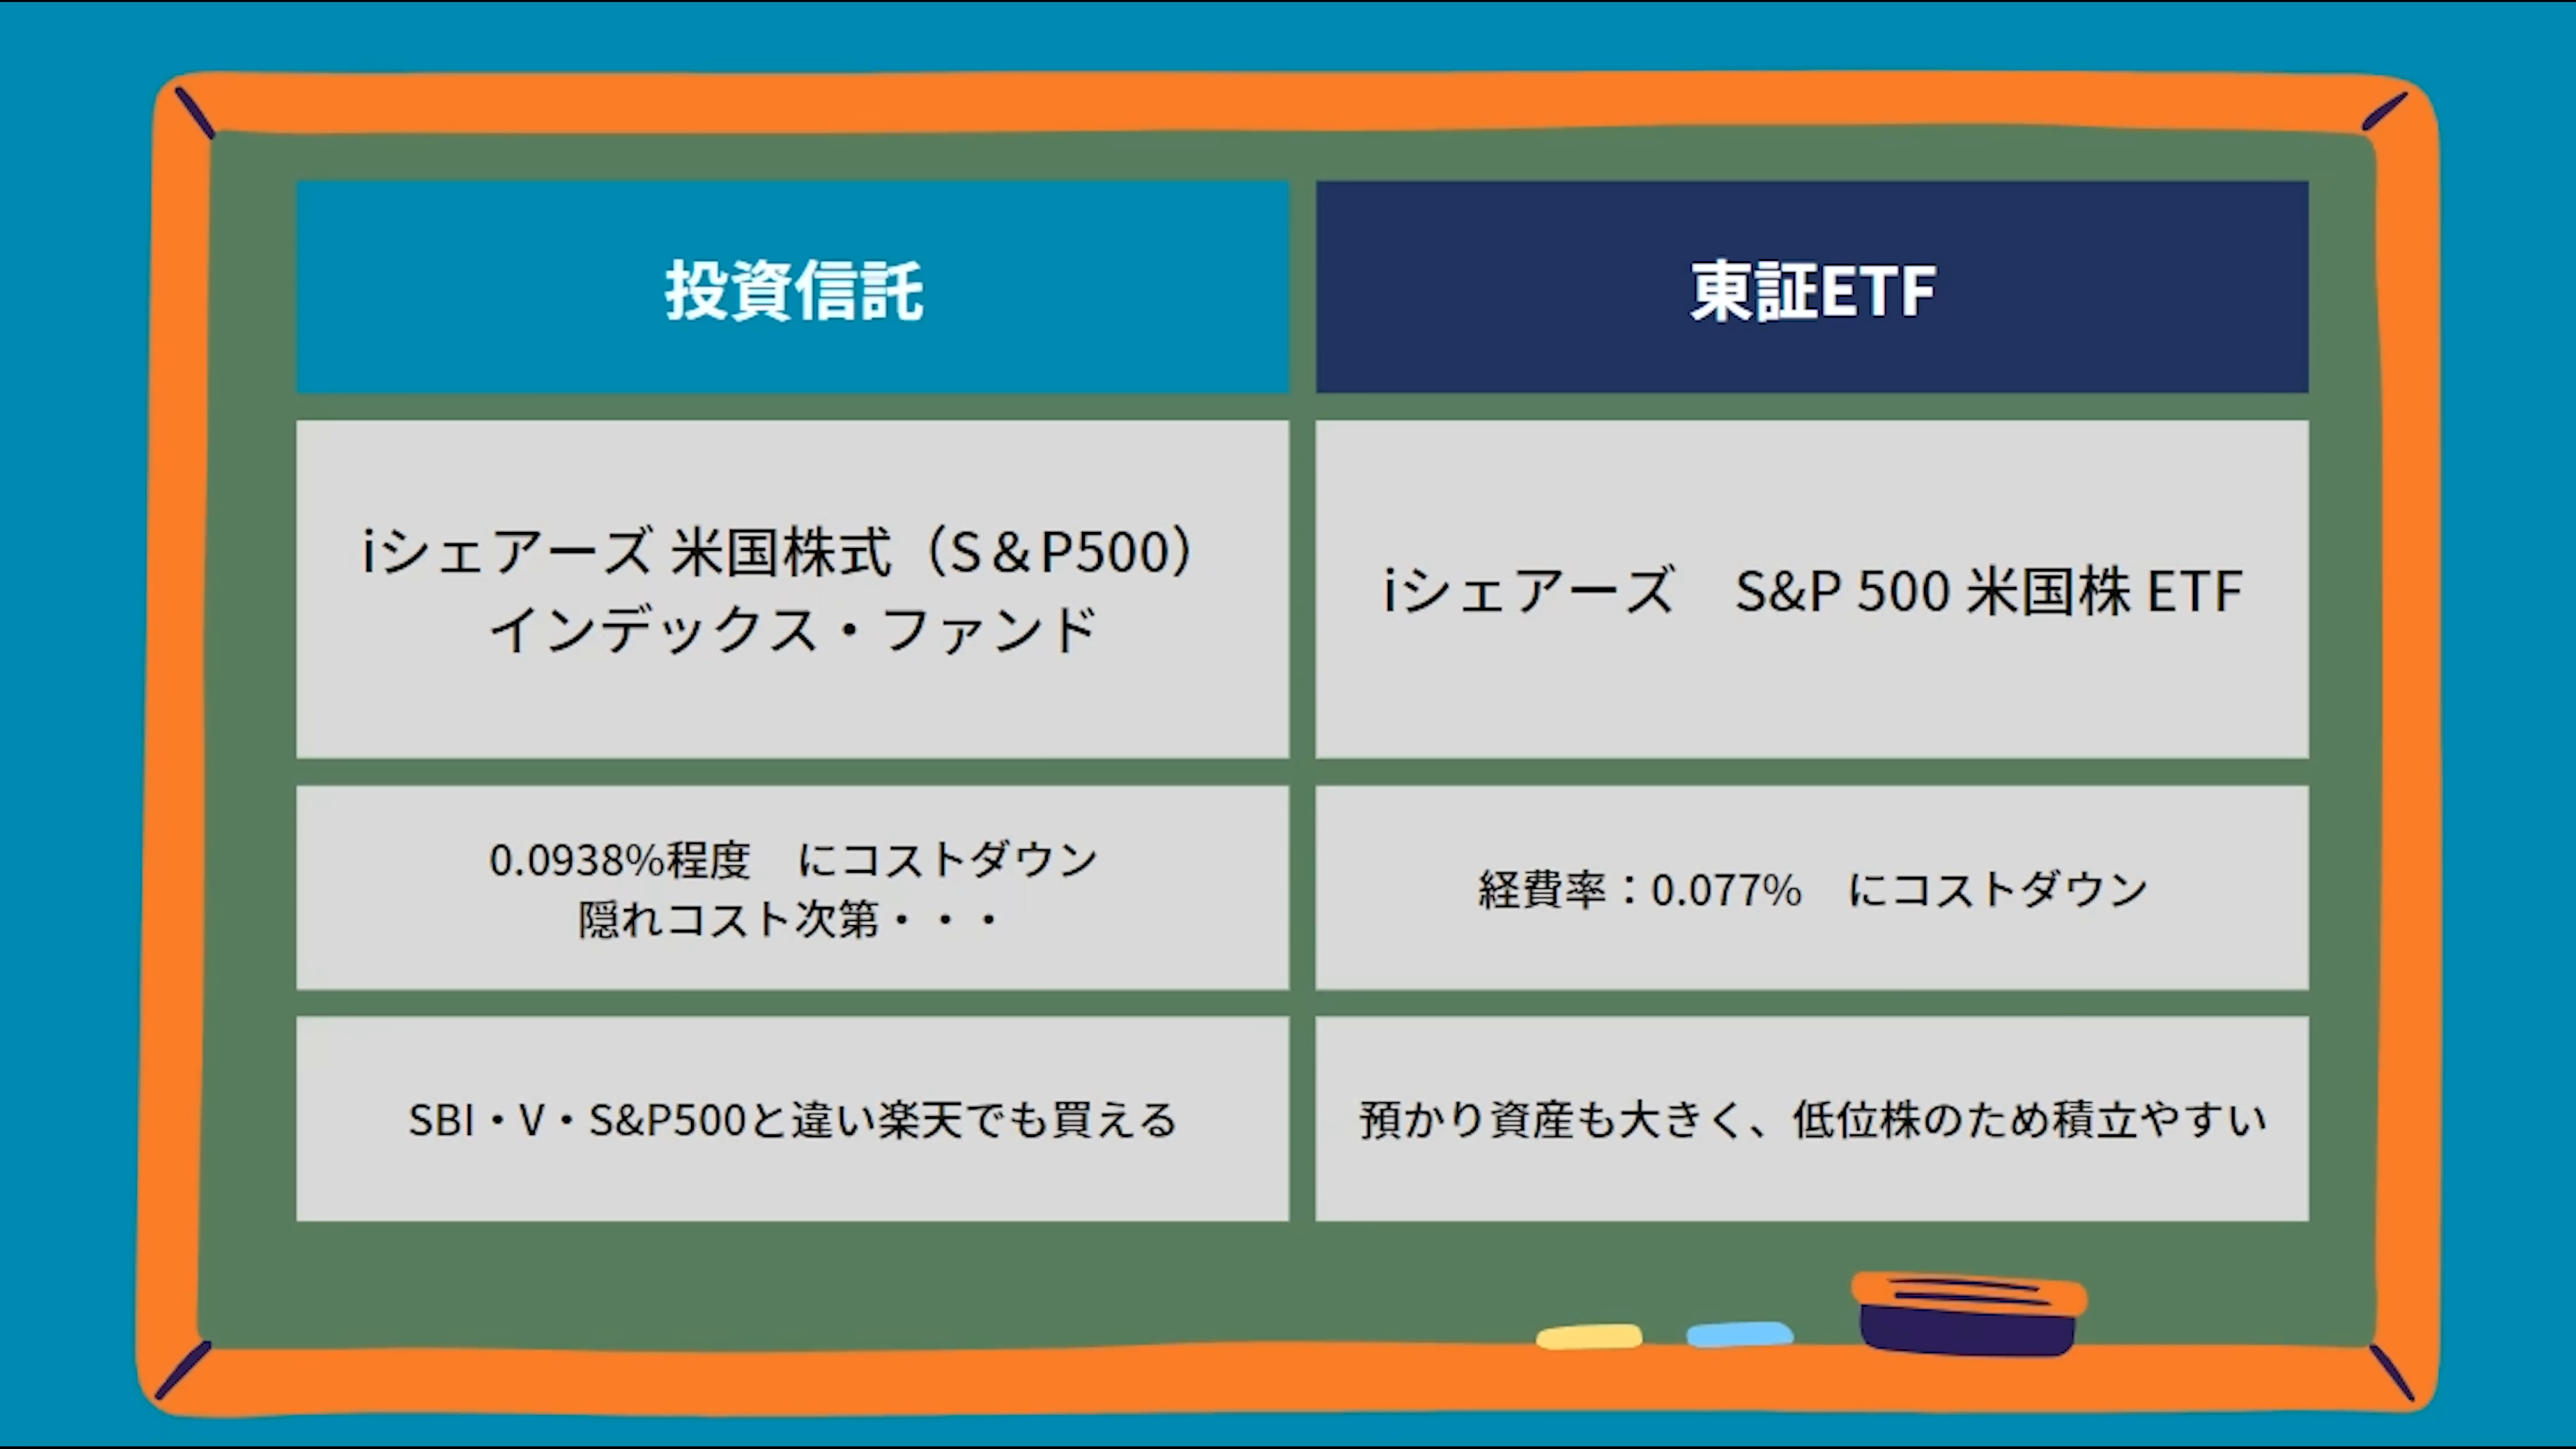 投資信託
東証ETF
iシェアーズ 米国株式（S＆P500）
インデックス・ファンド
iシェアーズ　S&P 500 米国株 ETF
0.0938%程度　にコストダウン
隠れコスト次第・・・
経費率：0.077%　にコストダウン
SBI・V・S&P500と違い楽天でも買える
預かり資産も大きく、低位株のため積立やすい